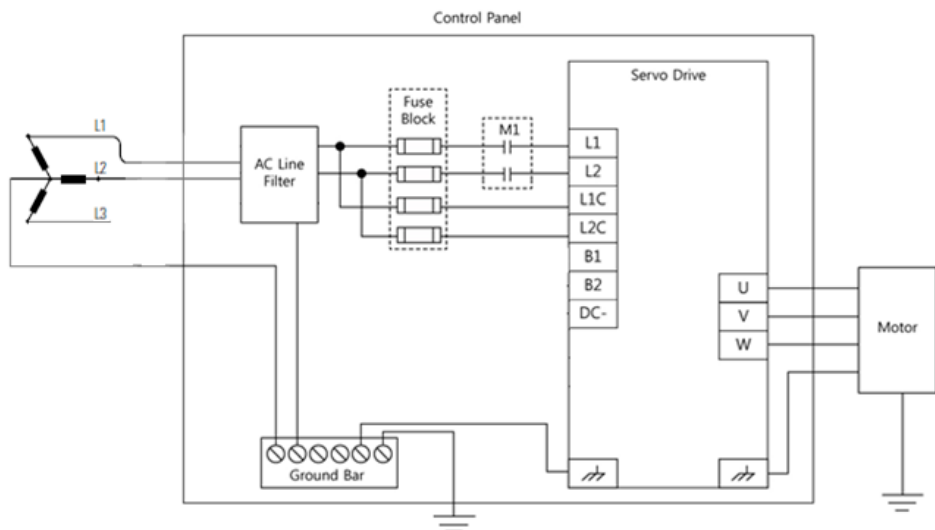 Control Panel
Servo Drive
Fuse
Block
L1
M1
L1
AC Line
Filter
L2
L2
L1C
L3
L2C
B1
B2
U
DC-
V
Motor
W
Ground Bar